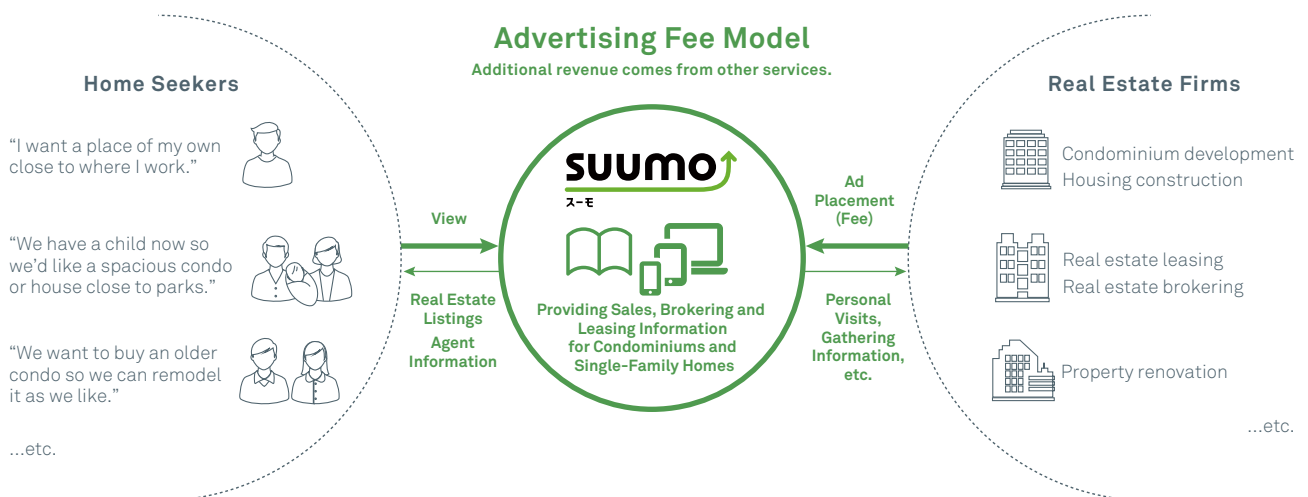 Advertising Fee Model
Additional revenue comes from other services.
Home Seekers
“I want a place of my own
close to where I work.”
“We have a child now so
we’d like a spacious condo
or house close to parks.”
“We want to buy an older
condo so we can remodel
it as we like.”
...etc.
View
Real Estate
Listings
Agent
Information
suumo
スーモ
Providing Sales, Brokering and
Leasing Information
for Condominiums and
Single-Family Homes
Ad
Placement
(Fee)
Personal
Visits,
Gathering
Information,
etc.
Real Estate Firms
Condominium development
Housing construction
Real estate leasing
Real estate brokering
Property renovation
...etc.